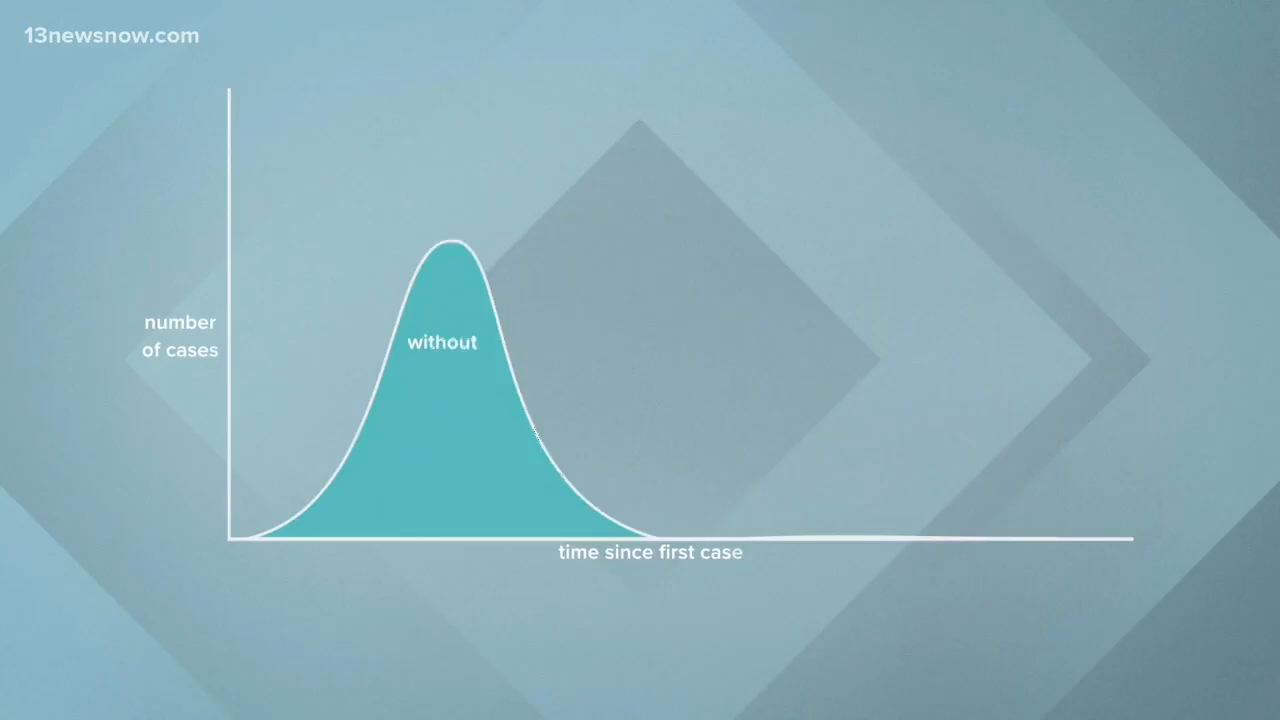 13newsnow.com
number
of cases
without
time since first case